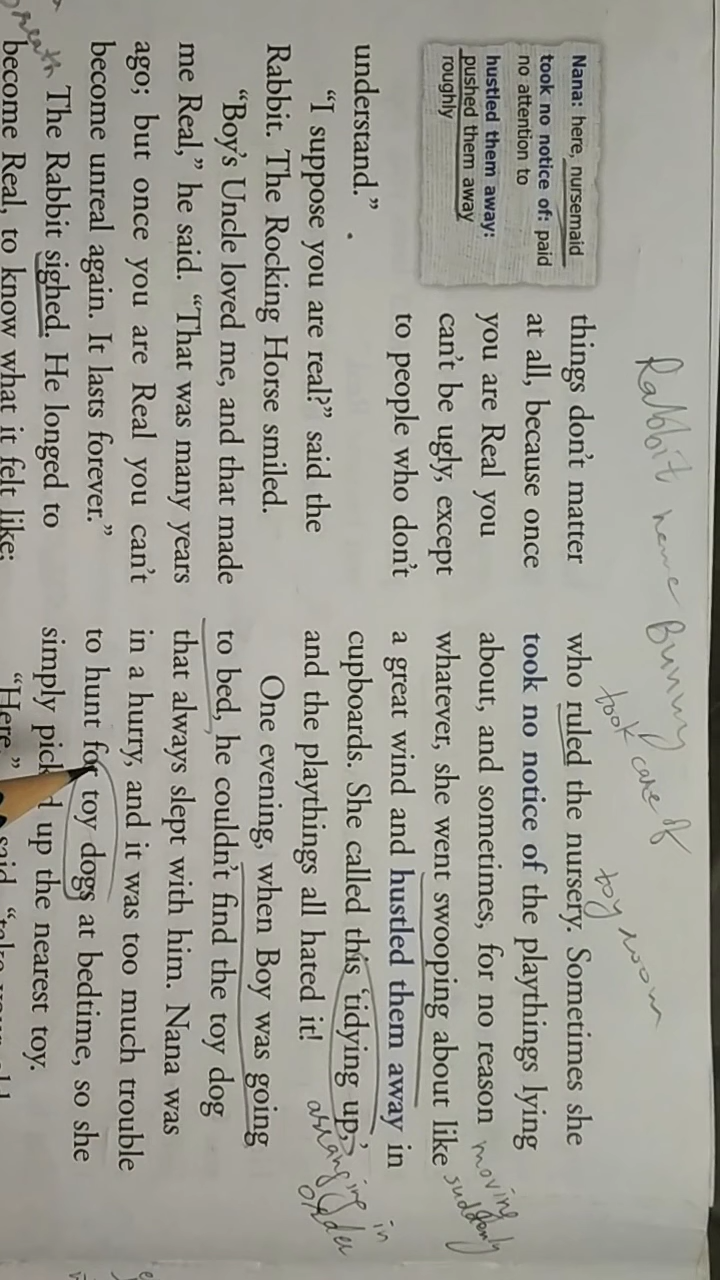 Rabbit name Bunny
took care of
toy room
Nana: here, nursemaid
took no notice of: paid
no attention to
hustled them away:
pushed them away
roughly
things don't matter
at all, because once
you are Real you
can't be ugly, except
to people who don't
understand."
"I suppose you are real?" said the
Rabbit. The Rocking Horse smiled.
"Boy's Uncle loved me, and that made
me Real," he said. "That was many years
ago; but once you are Real you can't
become unreal again. It lasts forever."
The Rabbit sighed. He longed to
become Real, to know what it felt like;
who ruled the nursery. Sometimes she
took no notice of the playthings lying
about, and sometimes, for no reason
whatever, she went swooping about like
moving
suddenly
a great wind and hustled them away in
cupboards. She called this 'tidying up,'
and the playthings all hated it!
arranging in
order
One evening, when Boy was going
to bed, he couldn't find the toy dog
that always slept with him. Nana was
in a hurry, and it was too much trouble
to hunt for toy dogs at bedtime, so she
simply pick d up the nearest toy.
"Here," said, "take